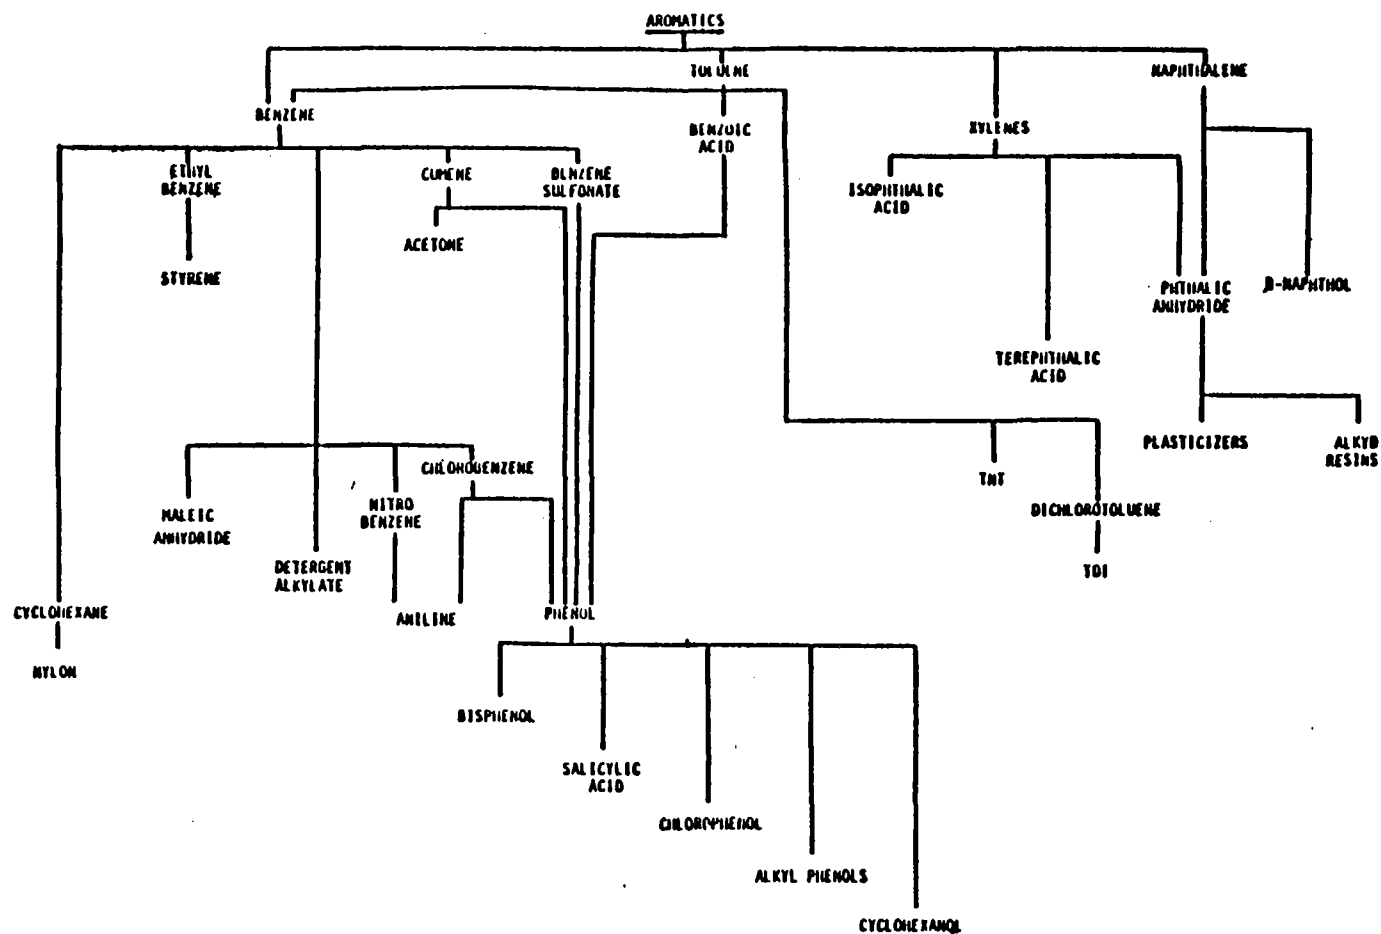 AROMATICS
TOLUENE
NAPHTHALENE
BENZENE
BENZOIC
ACID
XYLENES
ETHYL
BENZENE
CUMENE
BENZENE
SULFONATE
ISOPHTHALIC
ACID
ACETONE
STYRENE
PHTHALIC
ANHYDRIDE
β-NAPHTHOL
TEREPHTHALIC
ACID
PLASTICIZERS
ALKYD
RESINS
CHLOROBENZENE
TNT
MALEIC
ANHYDRIDE
NITRO
BENZENE
DICHLOROTOLUENE
DETERGENT
ALKYLATE
TDI
CYCLOHEXANE
ANILINE
PHENOL
NYLON
BISPHENOL
SALICYLIC
ACID
CHLOROPHENOL
ALKYL PHENOLS
CYCLOHEXANOL